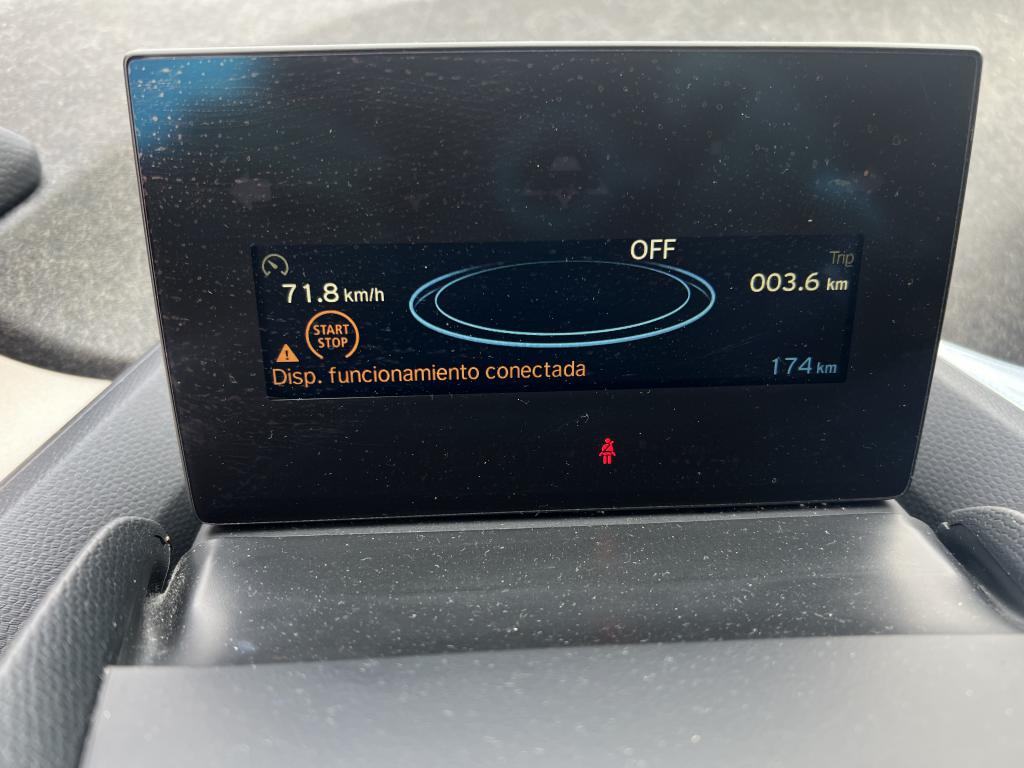 OFF
Trip
71.8 km/h
003.6 km
START
STOP
Disp. funcionamiento conectada
174 km